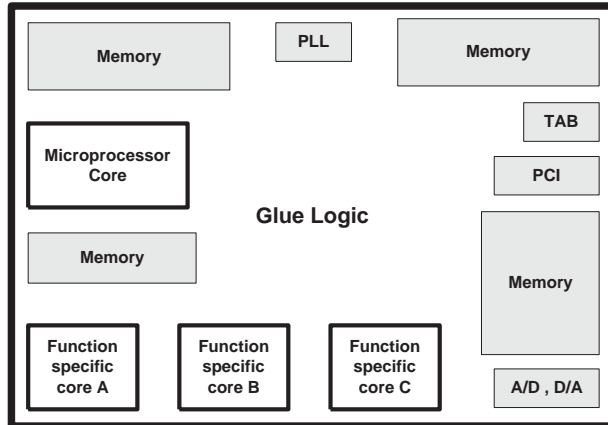 PLL
Memory
Memory
TAB
Microprocessor
Core
PCI
Glue Logic
Memory
Memory
Function
specific
core A
Function
specific
core B
Function
specific
core C
A/D , D/A